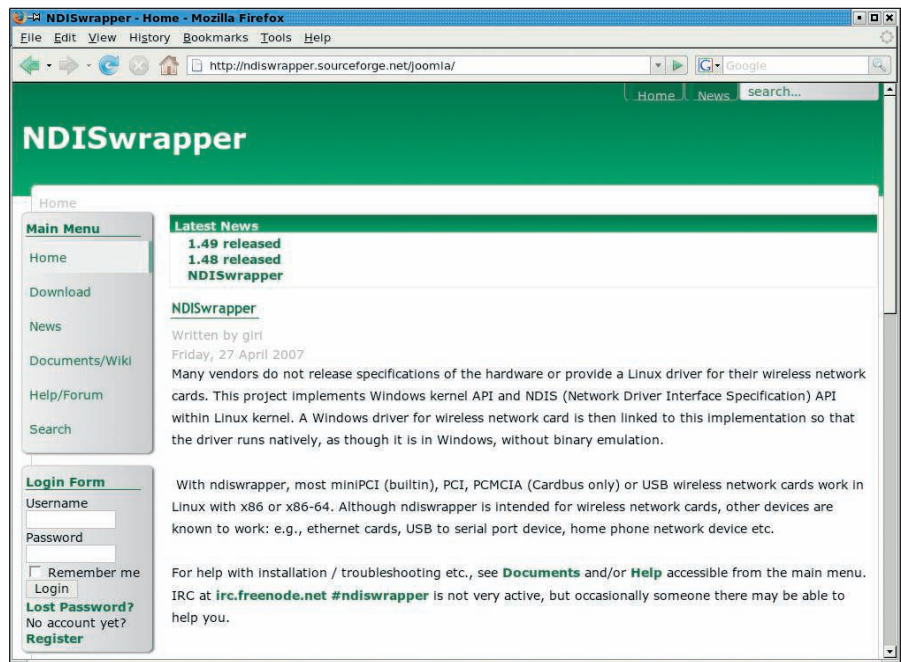 NDISwrapper - Home - Mozilla Firefox
File Edit View History Bookmarks Tools Help
http://ndiswrapper.sourceforge.net/joomla/
G Google
Home News search...
NDISwrapper
Home
Main Menu
Home
Download
News
Documents/Wiki
Help/Forum
Search
Login Form
Username
Password
Remember me
Login
Lost Password?
No account yet?
Register
Latest News
1.49 released
1.48 released
NDISwrapper
NDISwrapper
Written by giri
Friday, 27 April 2007
Many vendors do not release specifications of the hardware or provide a Linux driver for their wireless network
cards. This project implements Windows kernel API and NDIS (Network Driver Interface Specification) API
within Linux kernel. A Windows driver for wireless network card is then linked to this implementation so that
the driver runs natively, as though it is in Windows, without binary emulation.
With ndiswrapper, most miniPCI (builtin), PCI, PCMCIA (Cardbus only) or USB wireless network cards work in
Linux with x86 or x86-64. Although ndiswrapper is intended for wireless network cards, other devices are
known to work: e.g., ethernet cards, USB to serial port device, home phone network device etc.
For help with installation / troubleshooting etc., see Documents and/or Help accessible from the main menu.
IRC at irc.freenode.net #ndiswrapper is not very active, but occasionally someone there may be able to
help you.